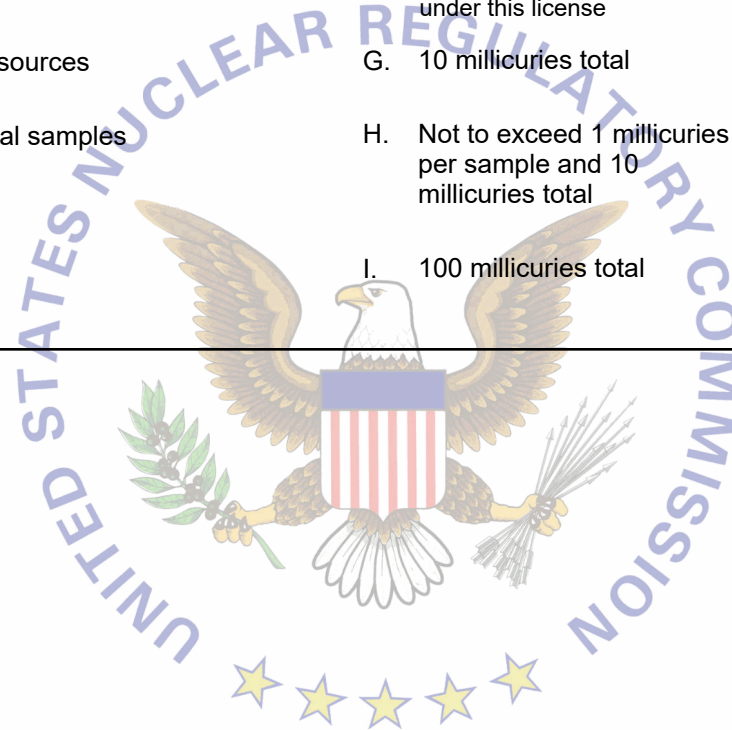 under this license
sources
G. 10 millicuries total
al samples
H. Not to exceed 1 millicuries
per sample and 10
millicuries total
I. 100 millicuries total
UNITED STATES NUCLEAR REGULATORY COMMISSION